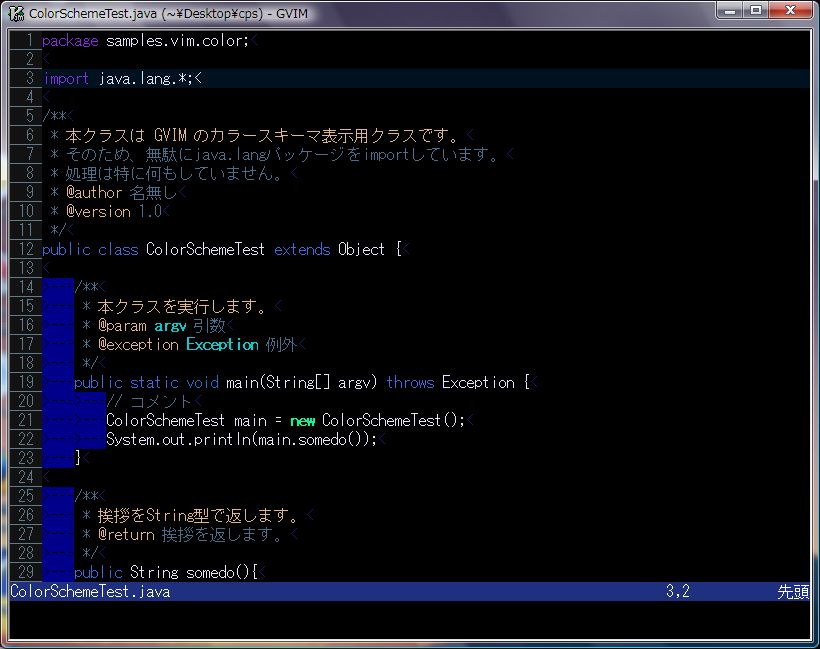 ColorSchemeTest.java (~¥Desktop¥cps) - GVIM
1 package samples.vim.color;<
2 <
3 import java.lang.*;<
4 <
5 /**<
6  * 本クラスは GVIM のカラースキーマ表示用クラスです。<
7  * そのため、無駄にjava.langパッケージをimportしています。<
8  * 処理は特に何もしていません。<
9  * @author 名無し<
10  * @version 1.0<
11  */<
12 public class ColorSchemeTest extends Object {<
13 <
14 >---/**<
15 >--- * 本クラスを実行します。<
16 >--- * @param argv 引数<
17 >--- * @exception Exception 例外<
18 >--- */<
19 >---public static void main(String[] argv) throws Exception {<
20 >--->---// コメント<
21 >--->---ColorSchemeTest main = new ColorSchemeTest();<
22 >--->---System.out.println(main.somedo());<
23 >---}<
24 <
25 >---/**<
26 >--- * 挨拶をString型で返します。<
27 >--- * @return 挨拶を返します。<
28 >--- */<
29 >---public String somedo(){<
ColorSchemeTest.java 3,2 先頭